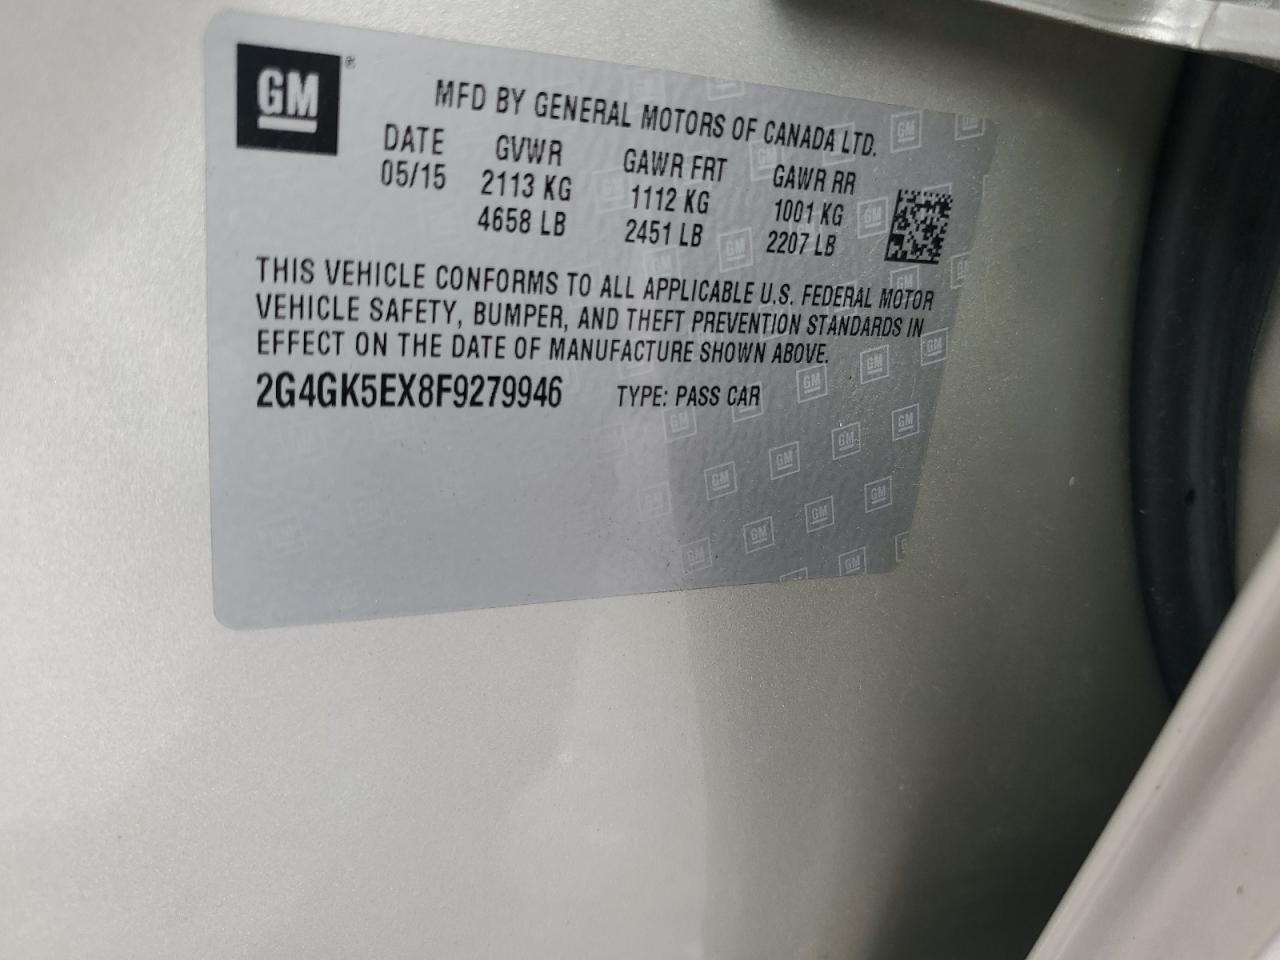 GM®
MFD BY GENERAL MOTORS OF CANADA LTD.
DATE GVWR GAWR FRT GAWR RR
05/15 2113 KG 1112 KG 1001 KG
4658 LB 2451 LB 2207 LB
THIS VEHICLE CONFORMS TO ALL APPLICABLE U.S. FEDERAL MOTOR
VEHICLE SAFETY, BUMPER, AND THEFT PREVENTION STANDARDS IN
EFFECT ON THE DATE OF MANUFACTURE SHOWN ABOVE.
2G4GK5EX8F9279946 TYPE: PASS CAR